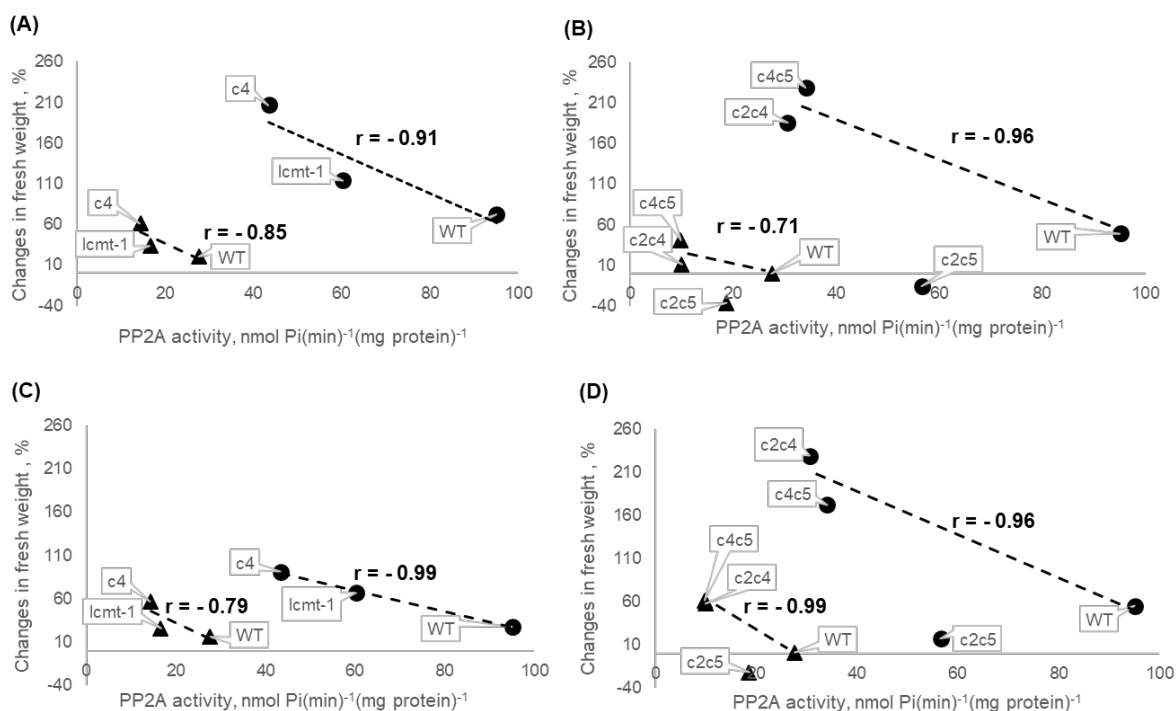 (A)
260
210
160
110
60
10
-40
0
20
40
60
80
100
Changes in fresh weight , %
PP2A activity, nmol Pi(min)⁻¹(mg protein)⁻¹
c4
lcmt-1
WT
r = - 0.91
c4
lcmt-1
WT
r = - 0.85
(B)
260
210
160
110
60
10
-40
0
20
40
60
80
100
Changes in fresh weight , %
PP2A activity, nmol Pi(min)⁻¹(mg protein)⁻¹
c4c5
c2c4
r = - 0.96
WT
c2c5
c4c5
c2c4
r = - 0.71
WT
c2c5
(C)
260
210
160
110
60
10
-40
0
20
40
60
80
100
Changes in fresh weight , %
PP2A activity, nmol Pi(min)⁻¹(mg protein)⁻¹
c4
r = - 0.99
lcmt-1
WT
c4
lcmt-1
r = - 0.79
WT
(D)
260
210
160
110
60
10
-40
0
20
40
60
80
100
Changes in fresh weight , %
PP2A activity, nmol Pi(min)⁻¹(mg protein)⁻¹
c2c4
c4c5
r = - 0.96
WT
c2c5
c4c5
c2c4
r = - 0.99
WT
c2c5